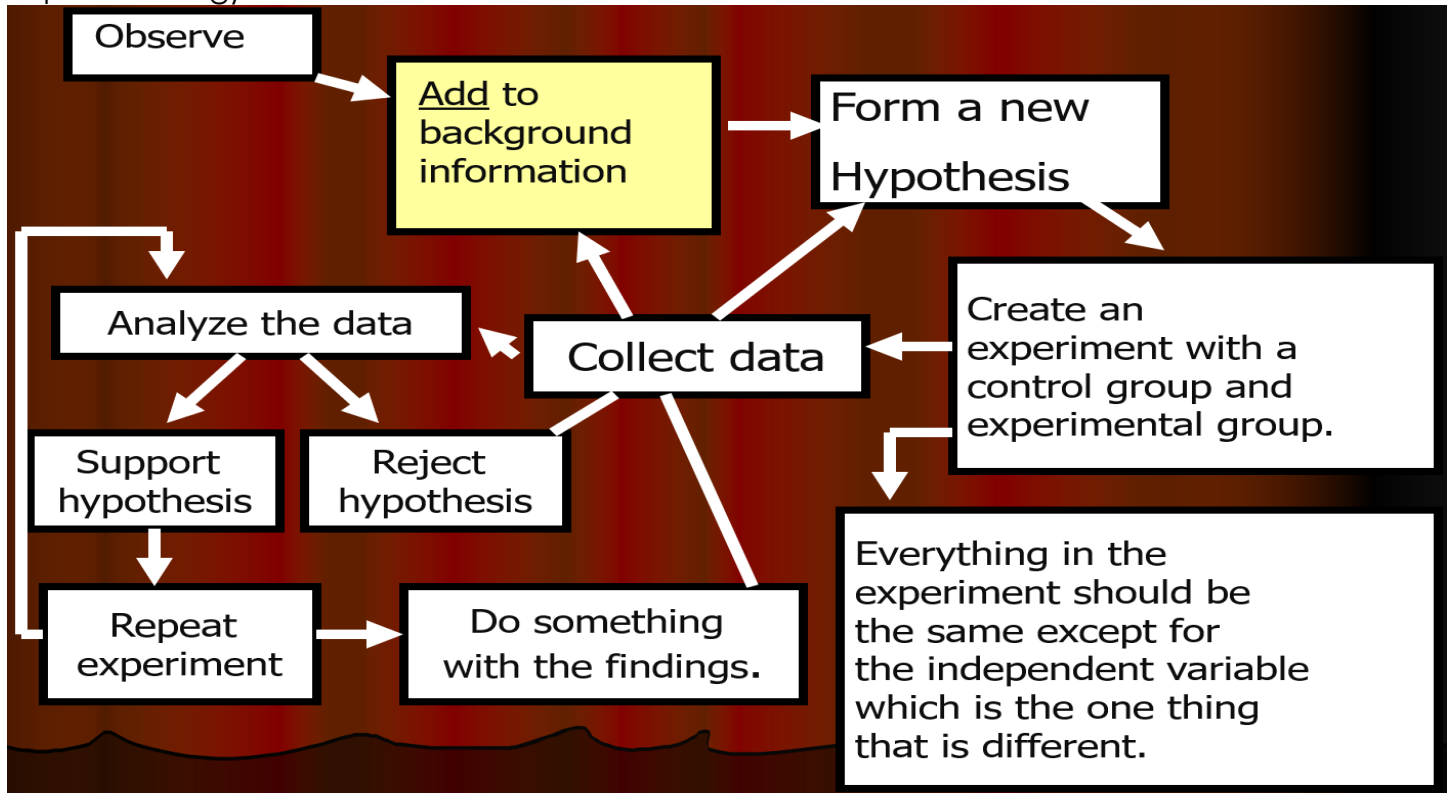 Observe
Add to
background
information
Form a new
Hypothesis
Analyze the data
Collect data
Create an
experiment with a
control group and
experimental group.
Support
hypothesis
Reject
hypothesis
Repeat
experiment
Do something
with the findings.
Everything in the
experiment should be
the same except for
the independent variable
which is the one thing
that is different.